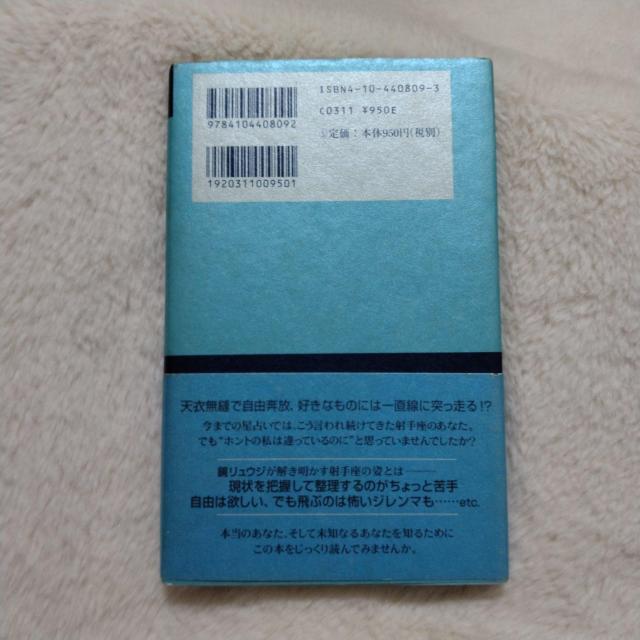 ISBN4-10-440809-3
C0311 ¥950E
定価：本体950円(税別)
9784104408092
1920311009501
天衣無縫で自由奔放、好きなものには一直線に突っ走る!?
今までの星占いでは、こう言われ続けてきた射手座のあなた。
でも“ホントの私は違っているのに”と思っていませんでしたか?
鏡リュウジが解き明かす射手座の姿とは――
現状を把握して整理するのがちょっと苦手
自由は欲しい、でも飛ぶのは怖いジレンマも……etc.
本当のあなた、そして未知なるあなたを知るために
この本をじっくり読んでみませんか。